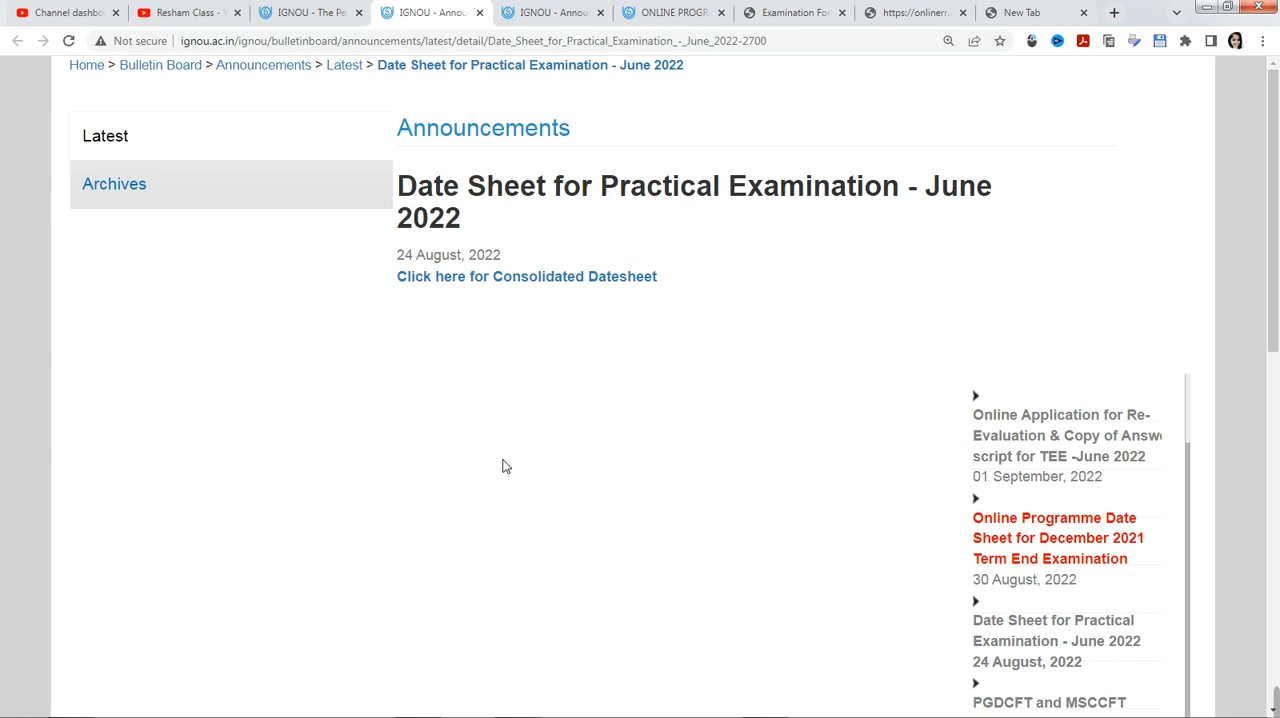 Channel dashbo
Resham Class - Y
IGNOU - The Pe
IGNOU - Annou
IGNOU - Annou
ONLINE PROGR
Examination For
https://onlinerr.
New Tab
Not secure
ignou.ac.in/ignou/bulletinboard/announcements/latest/detail/Date_Sheet_for_Practical_Examination_-_June_2022-2700
Home > Bulletin Board > Announcements > Latest > Date Sheet for Practical Examination - June 2022
Latest
Archives
Announcements
Date Sheet for Practical Examination - June
2022
24 August, 2022
Click here for Consolidated Datesheet
Online Application for Re-
Evaluation & Copy of Answe
script for TEE -June 2022
01 September, 2022
Online Programme Date
Sheet for December 2021
Term End Examination
30 August, 2022
Date Sheet for Practical
Examination - June 2022
24 August, 2022
PGDCFT and MSCCFT